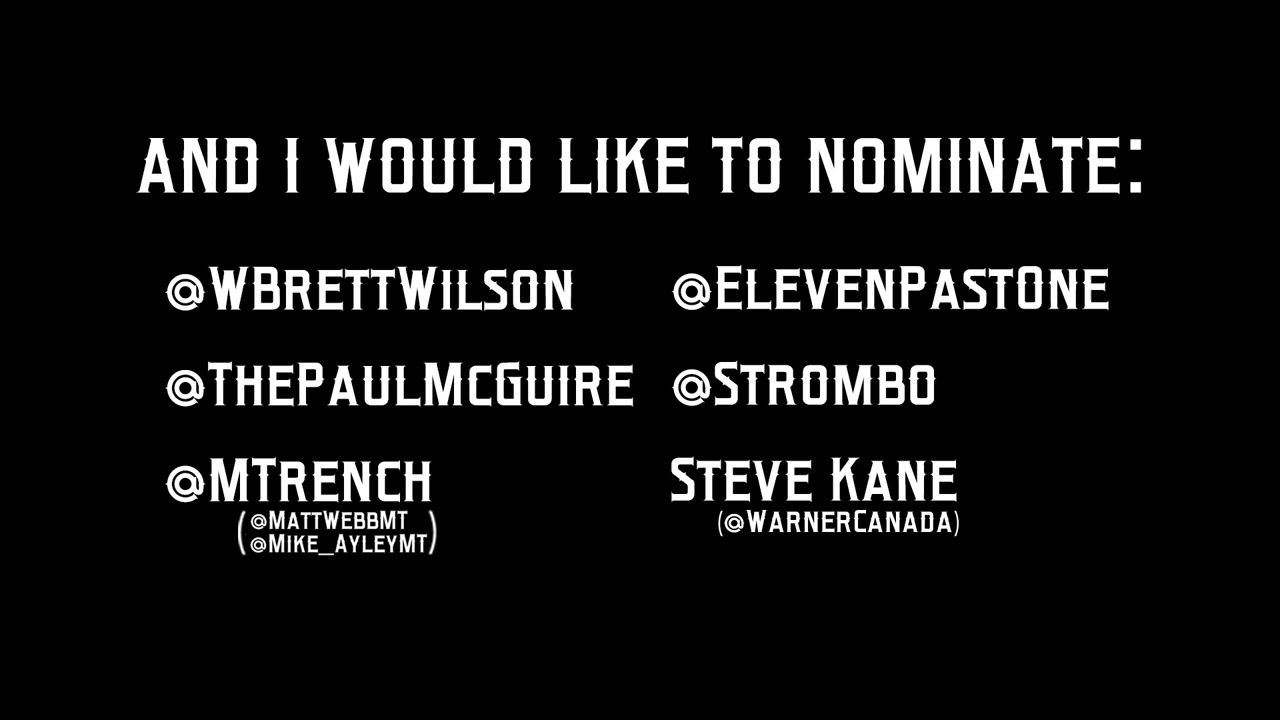 AND I WOULD LIKE TO NOMINATE:
@WBrettWilson @ElevenPastOne
@ThePaulMcGuire @Strombo
@MTrench Steve Kane
(@MattWebbMT (@WarnerCanada)
@Mike_AyleyMT)